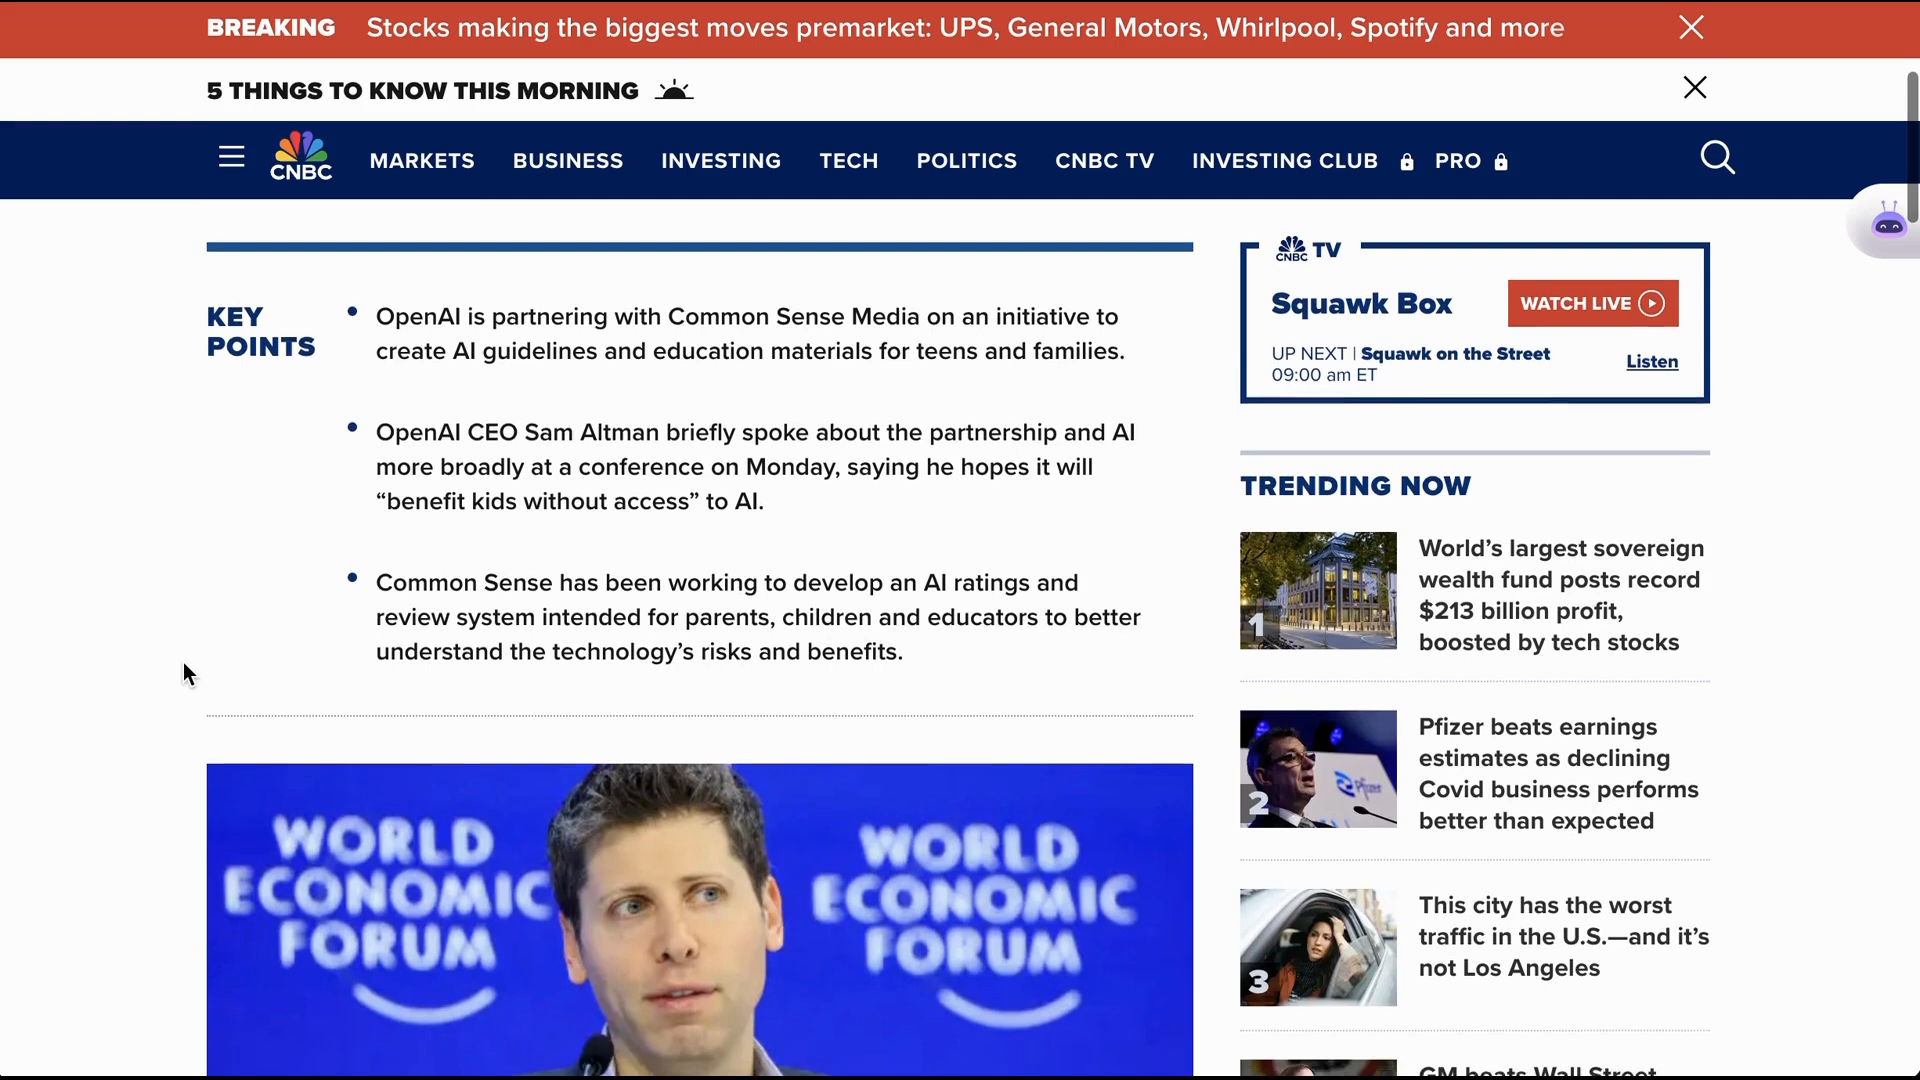 BREAKING Stocks making the biggest moves premarket: UPS, General Motors, Whirlpool, Spotify and more
5 THINGS TO KNOW THIS MORNING
CNBC MARKETS BUSINESS INVESTING TECH POLITICS CNBC TV INVESTING CLUB PRO
KEY
POINTS
OpenAI is partnering with Common Sense Media on an initiative to
create AI guidelines and education materials for teens and families.
OpenAI CEO Sam Altman briefly spoke about the partnership and AI
more broadly at a conference on Monday, saying he hopes it will
“benefit kids without access” to AI.
Common Sense has been working to develop an AI ratings and
review system intended for parents, children and educators to better
understand the technology’s risks and benefits.
WORLD
ECONOMIC
FORUM
WORLD
ECONOMIC
FORUM
CNBC TV
Squawk Box
WATCH LIVE
UP NEXT | Squawk on the Street
09:00 am ET
Listen
TRENDING NOW
1
World’s largest sovereign
wealth fund posts record
$213 billion profit,
boosted by tech stocks
2
Pfizer
Pfizer beats earnings
estimates as declining
Covid business performs
better than expected
3
This city has the worst
traffic in the U.S.—and it’s
not Los Angeles
GM beats Wall Street